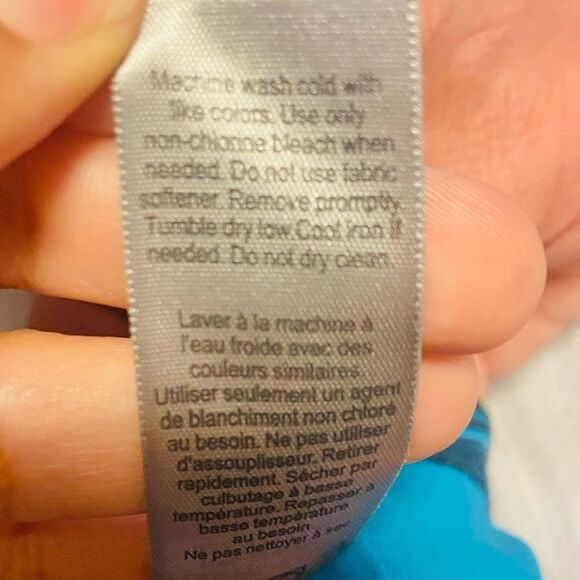 Machine wash cold with
like colors. Use only
non-chlorine bleach when
needed. Do not use fabric
softener. Remove promptly.
Tumble dry low. Cool iron if
needed. Do not dry clean.
Laver à la machine à
l'eau froide avec des
couleurs similaires.
Utiliser seulement un agent
de blanchiment non chloré
au besoin. Ne pas utiliser
d'assouplisseur. Retirer
rapidement. Sécher par
culbutage à basse
température. Repasser à
basse température
au besoin.
Ne pas nettoyer à